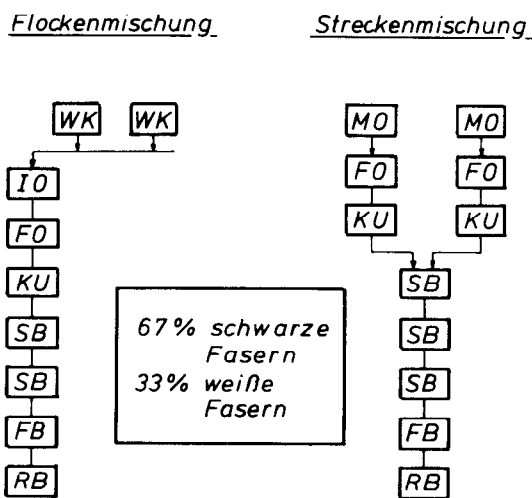 Flockenmischung
WK WK
IO
FO
KU
SB
SB
FB
RB
67% schwarze
Fasern
33% weiße
Fasern
Streckenmischung
MO MO
FO FO
KU KU
SB
SB
SB
FB
RB